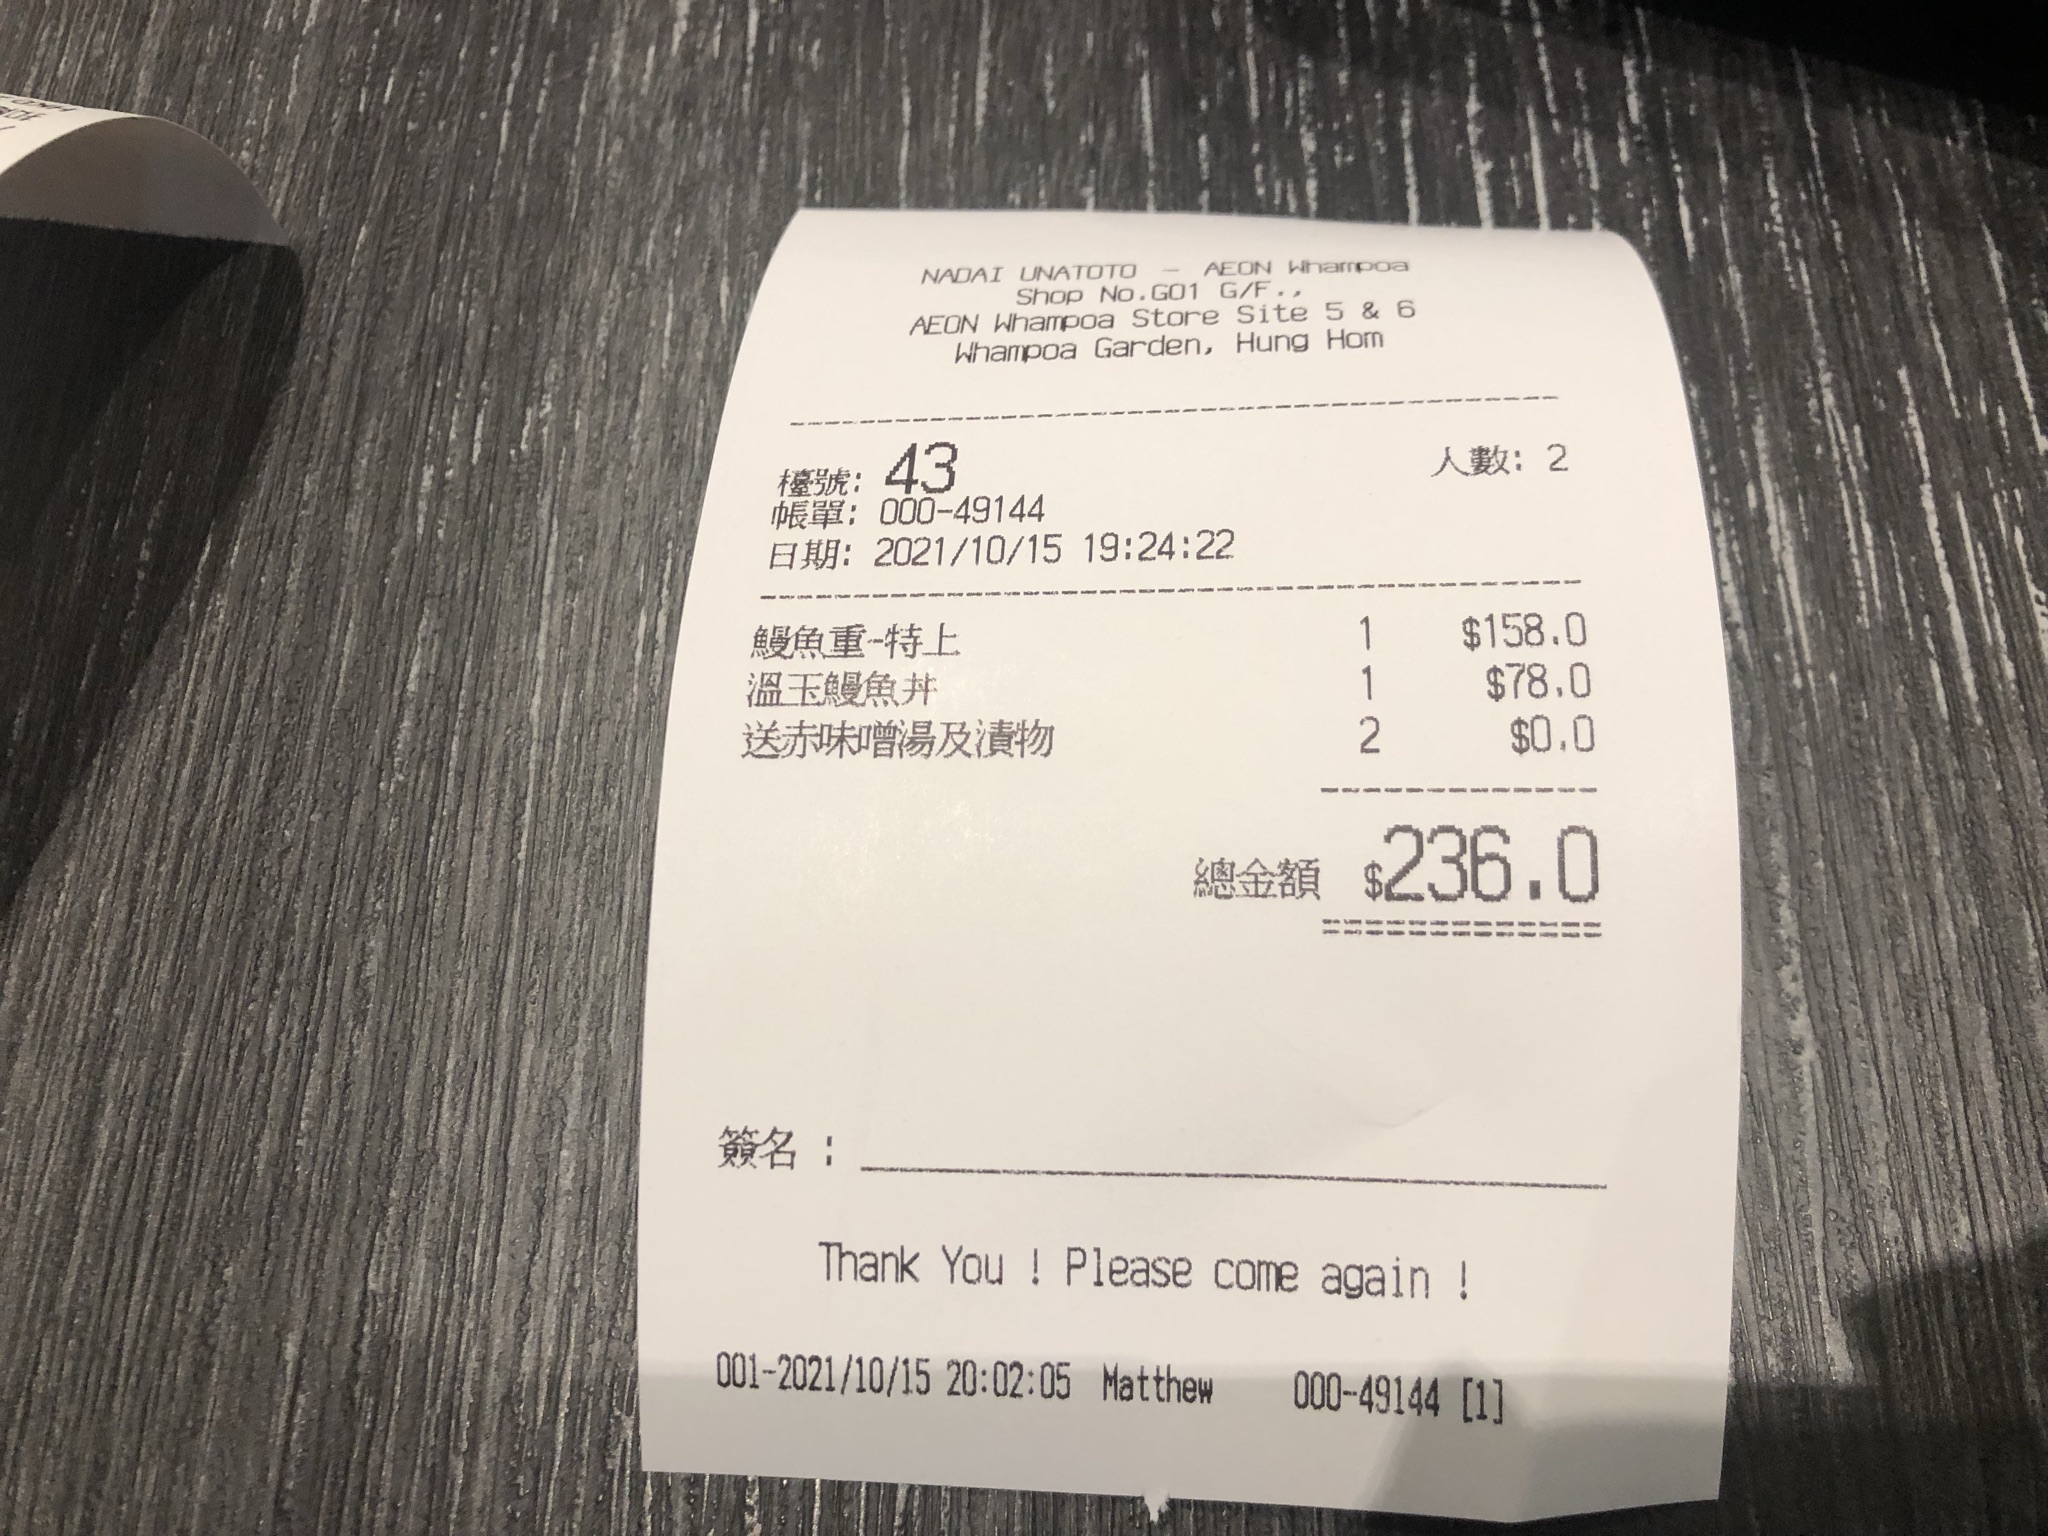 NADAI UNATOTO - AEON Whampoa
Shop No.G01 G/F.,
AEON Whampoa Store Site 5 & 6
Whampoa Garden, Hung Hom
檯號: 43 人數: 2
帳單: 000-49144
日期: 2021/10/15 19:24:22
鰻魚重-特上 1 $158.0
溫玉鰻魚丼 1 $78.0
送赤味噌湯及漬物 2 $0.0
總金額 $236.0
簽名 :
Thank You ! Please come again !
001-2021/10/15 20:02:05 Matthew 000-49144 [1]